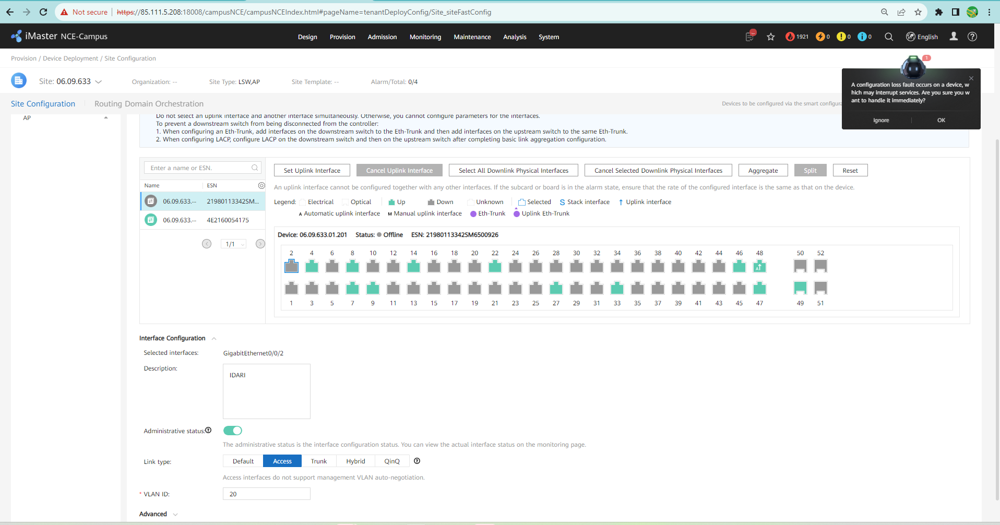 Not secure | https://85.111.5.208:18008/campusNCE/campusNCEIndex.html#pageName=tenantDeployConfig/Site_siteFastConfig
iMaster NCE-Campus
Design Provision Admission Monitoring Maintenance Analysis System
1921 0 0 0 English
Provision / Device Deployment / Site Configuration
1
Site: 06.09.633 Organization: -- Site Type: LSW,AP Site Template: -- Alarm/Total: 0/4
A configuration loss fault occurs on a device, w
hich may interrupt services. Are you sure you w
ant to handle it immediately?
Ignore OK
Site Configuration Routing Domain Orchestration
Devices to be configured via the smart configura
AP
Do not select an uplink interface and another interface simultaneously. Otherwise, you cannot configure parameters for the interfaces.
To prevent a downstream switch from being disconnected from the controller:
1. When configuring an Eth-Trunk, add interfaces on the downstream switch to the Eth-Trunk and then add interfaces on the upstream switch to the same Eth-Trunk.
2. When configuring LACP, configure LACP on the downstream switch and then on the upstream switch after completing basic link aggregation configuration.
Enter a name or ESN.
Name ESN
06.09.633.··· 21980113342SM...
06.09.633.··· 4E2160054175
1/1
Set Uplink Interface Cancel Uplink Interface Select All Downlink Physical Interfaces Cancel Selected Downlink Physical Interfaces Aggregate Split Reset
An uplink interface cannot be configured together with any other interfaces. If the subcard or board is in the alarm state, ensure that the rate of the configured interface is the same as that on the device.
Legend: Electrical Optical Up Down Unknown Selected S Stack interface Uplink interface
A Automatic uplink interface M Manual uplink interface Eth-Trunk Uplink Eth-Trunk
Device: 06.09.633.01.201 Status: Offline ESN: 21980113342SM6500926
2 4 6 8 10 12 14 16 18 20 22 24 26 28 30 32 34 36 38 40 42 44 46 48 50 52
A
1 3 5 7 9 11 13 15 17 19 21 23 25 27 29 31 33 35 37 39 41 43 45 47 49 51
Interface Configuration
Selected interfaces: GigabitEthernet0/0/2
Description: IDARI
Administrative status:
The administrative status is the interface configuration status. You can view the actual interface status on the monitoring page.
Link type: Default Access Trunk Hybrid QinQ
Access interfaces do not support management VLAN auto-negotiation.
* VLAN ID: 20
Advanced